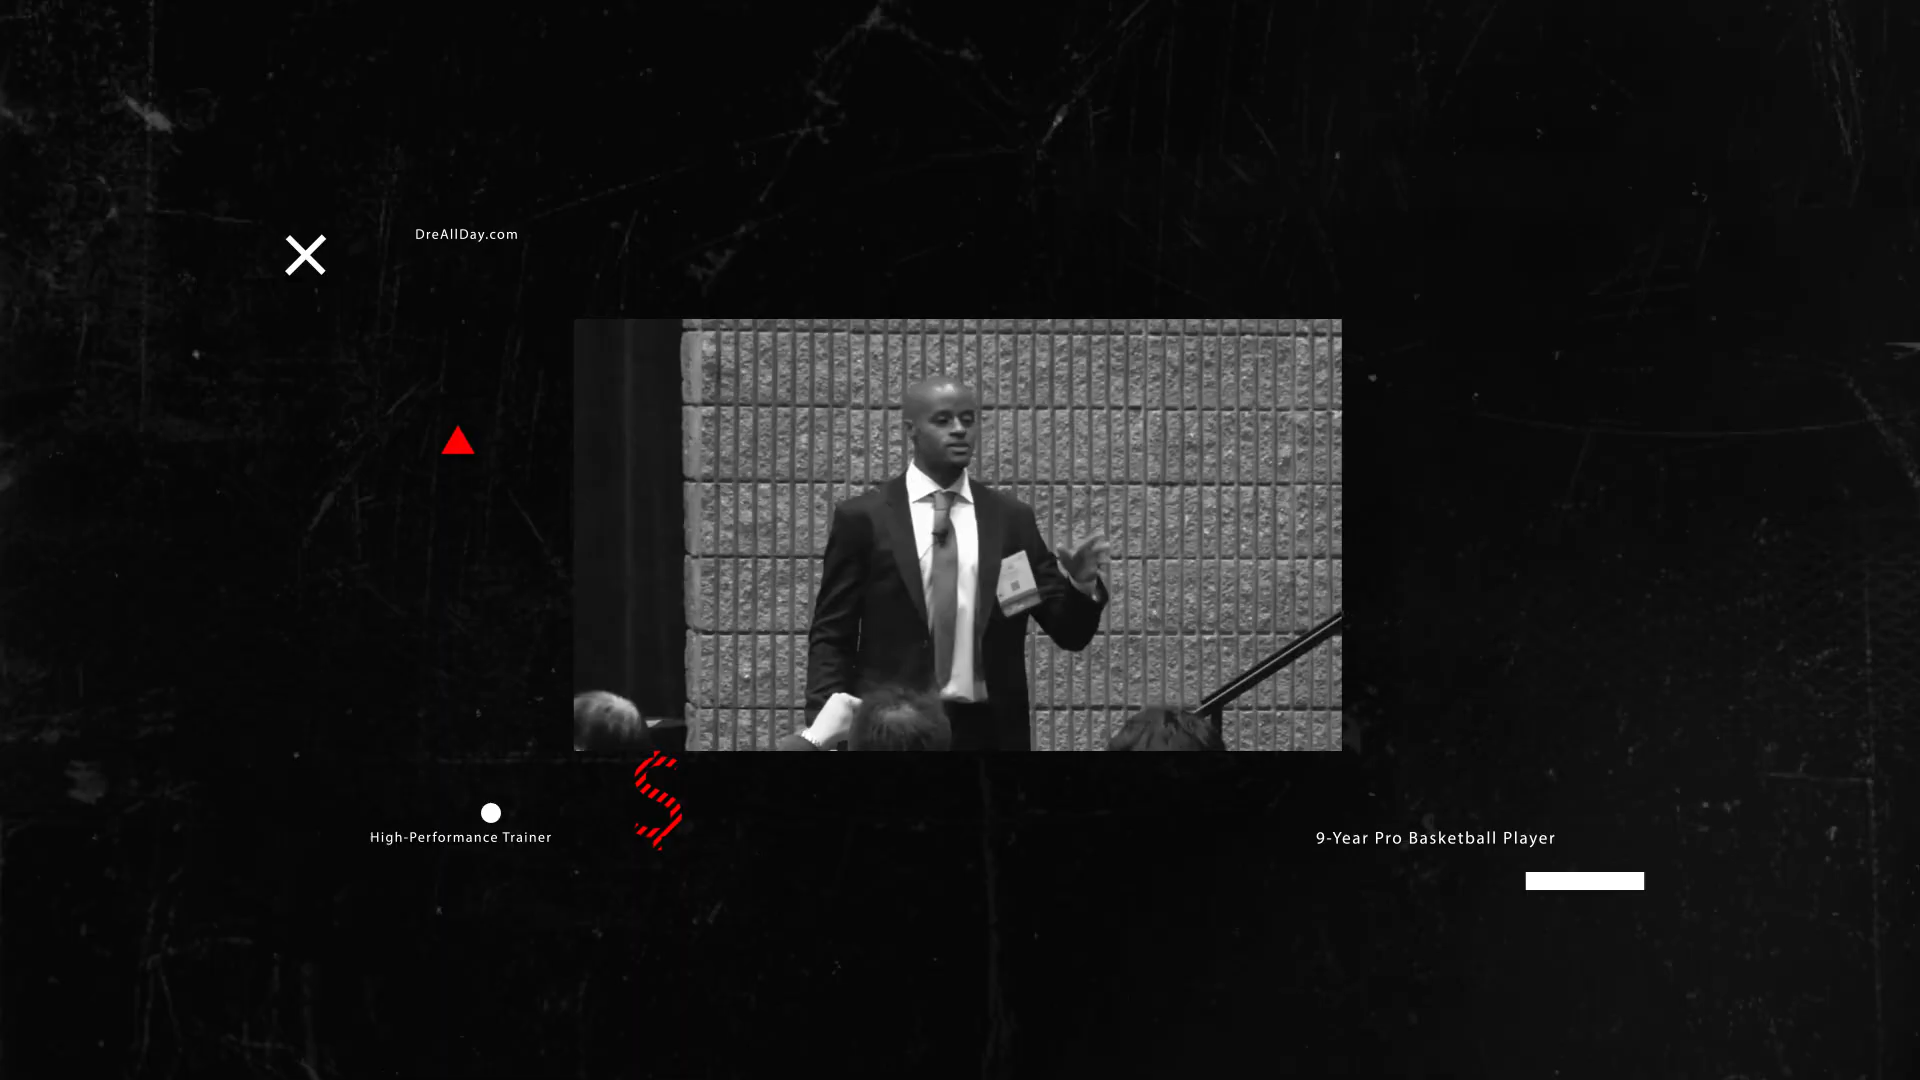 DreAllDay.com
S
High-Performance Trainer
9-Year Pro Basketball Player